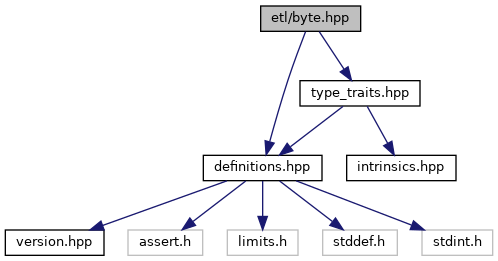 etl/byte.hpp
type_traits.hpp
definitions.hpp
intrinsics.hpp
version.hpp
assert.h
limits.h
stddef.h
stdint.h